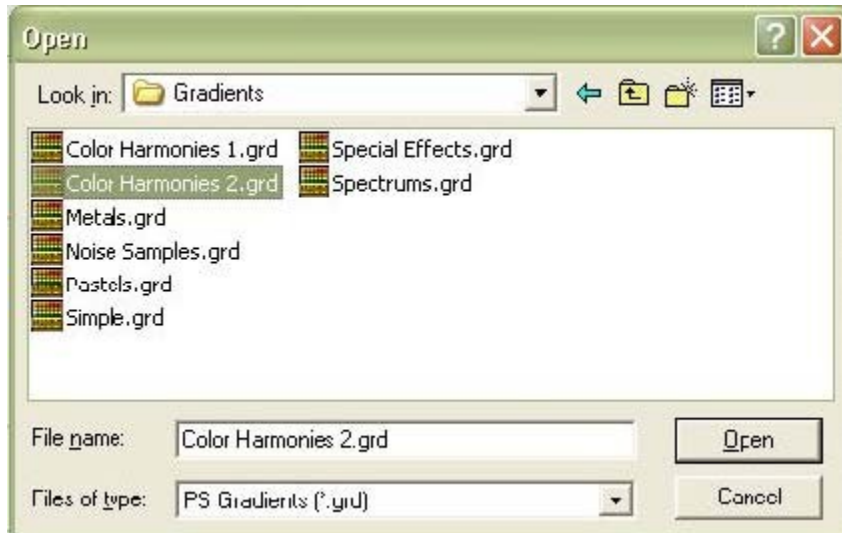 Open
Look in: Gradients
Color Harmonies 1.grd
Color Harmonies 2.grd
Metals.grd
Noise Samples.grd
Pastels.grd
Simple.grd
Special Effects.grd
Spectrums.grd
File name: Color Harmonies 2.grd
Open
Files of type: PS Gradients (*.grd)
Cancel